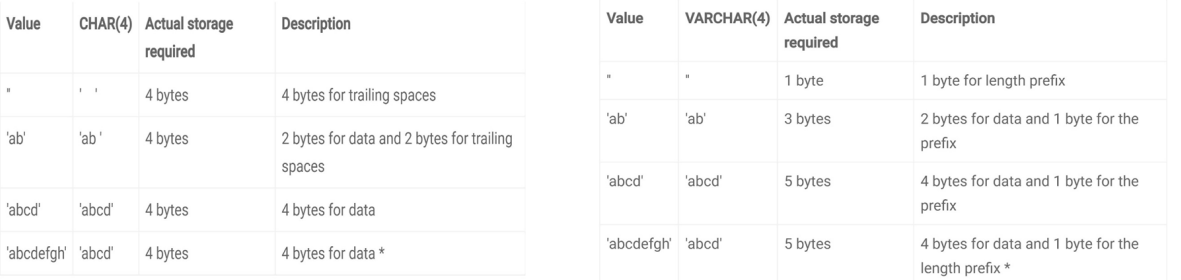 Value CHAR(4) Actual storage required Description
'' ' ' 4 bytes 4 bytes for trailing spaces
'ab' 'ab ' 4 bytes 2 bytes for data and 2 bytes for trailing spaces
'abcd' 'abcd' 4 bytes 4 bytes for data
'abcdefgh' 'abcd' 4 bytes 4 bytes for data *
Value VARCHAR(4) Actual storage required Description
'' '' 1 byte 1 byte for length prefix
'ab' 'ab' 3 bytes 2 bytes for data and 1 byte for the prefix
'abcd' 'abcd' 5 bytes 4 bytes for data and 1 byte for the prefix
'abcdefgh' 'abcd' 5 bytes 4 bytes for data and 1 byte for the length prefix *